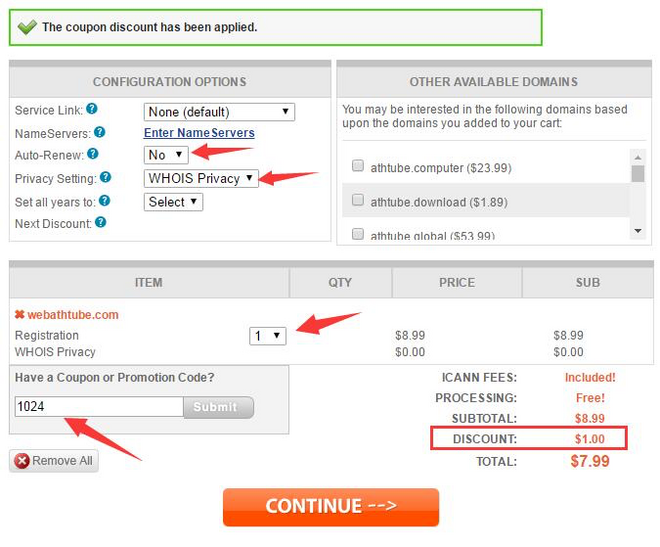 The coupon discount has been applied.
CONFIGURATION OPTIONS
Service Link: ? None (default)
NameServers: ? Enter NameServers
Auto-Renew: ? No
Privacy Setting: ? WHOIS Privacy
Set all years to: ? Select
Next Discount: ?
OTHER AVAILABLE DOMAINS
You may be interested in the following domains based
upon the domains you added to your cart:
athtube.computer ($23.99)
athtube.download ($1.89)
athtube.global ($53.99)
ITEM QTY PRICE SUB
webathtube.com
Registration 1 $8.99 $8.99
WHOIS Privacy $0.00 $0.00
Have a Coupon or Promotion Code?
1024 Submit
Remove All
ICANN FEES: Included!
PROCESSING: Free!
SUBTOTAL: $8.99
DISCOUNT: $1.00
TOTAL: $7.99
CONTINUE -->